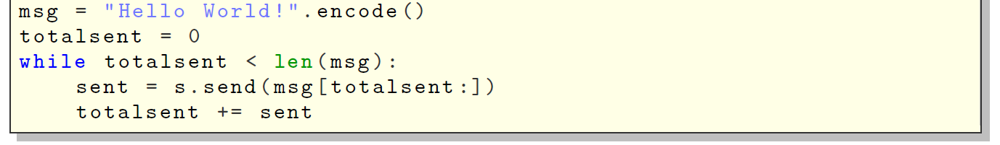 msg = "Hello World!".encode()
totalsent = 0
while totalsent < len(msg):
    sent = s.send(msg[totalsent:])
    totalsent += sent